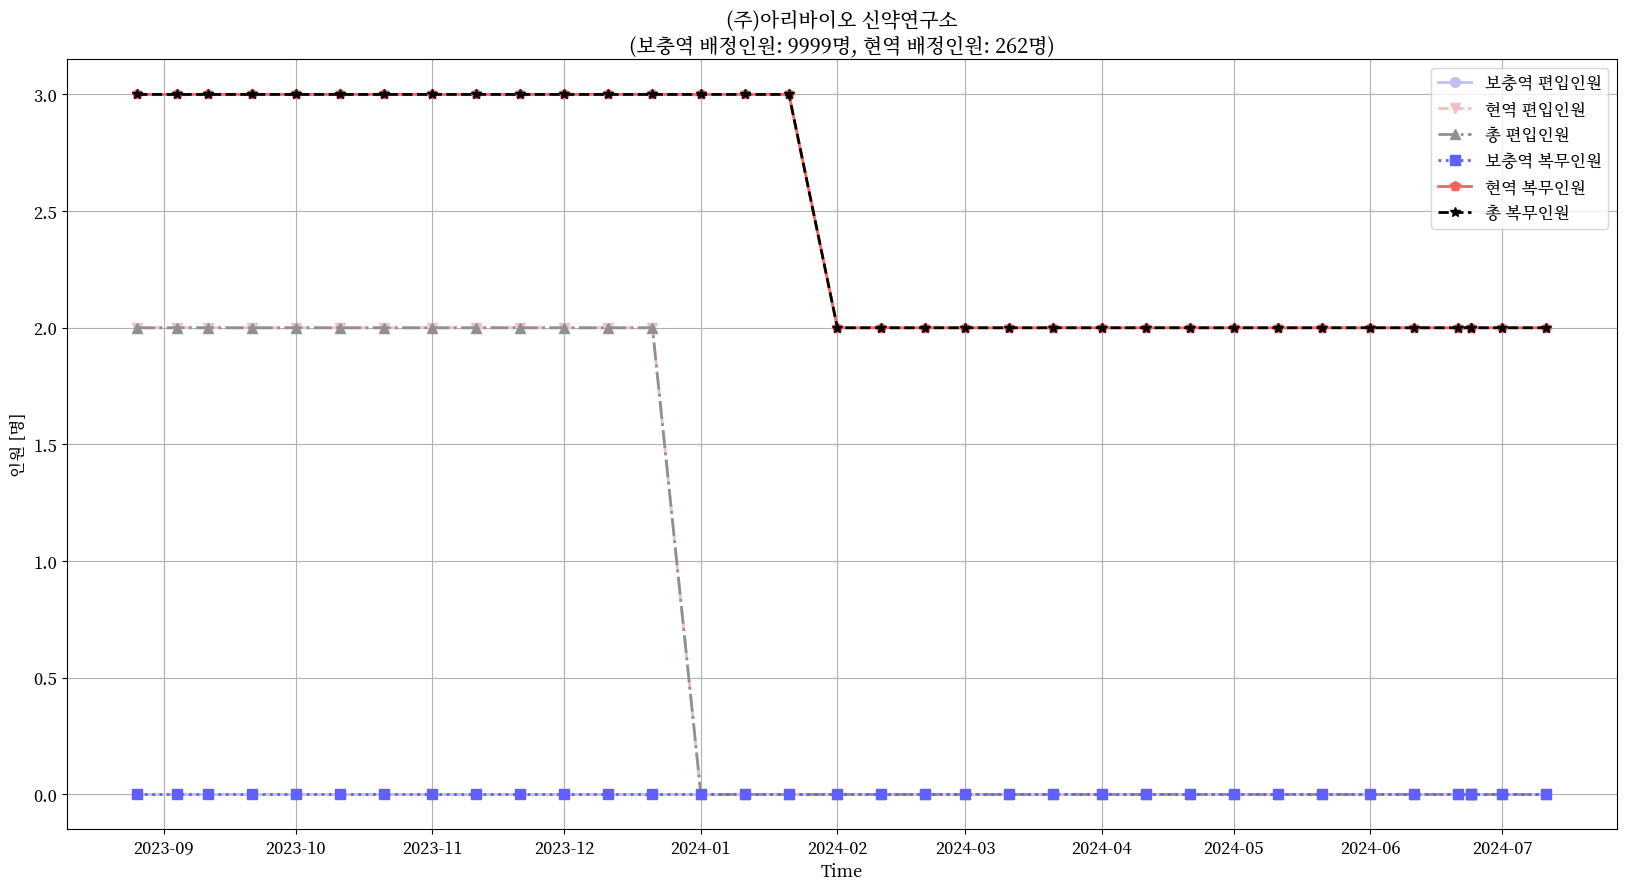 (주)아리바이오 신약연구소
(보충역 배정인원: 9999명, 현역 배정인원: 262명)
보충역 편입인원
현역 편입인원
총 편입인원
보충역 복무인원
현역 복무인원
총 복무인원
인원 [명]
3.0
2.5
2.0
1.5
1.0
0.5
0.0
2023-09 2023-10 2023-11 2023-12 2024-01 2024-02 2024-03 2024-04 2024-05 2024-06 2024-07
Time